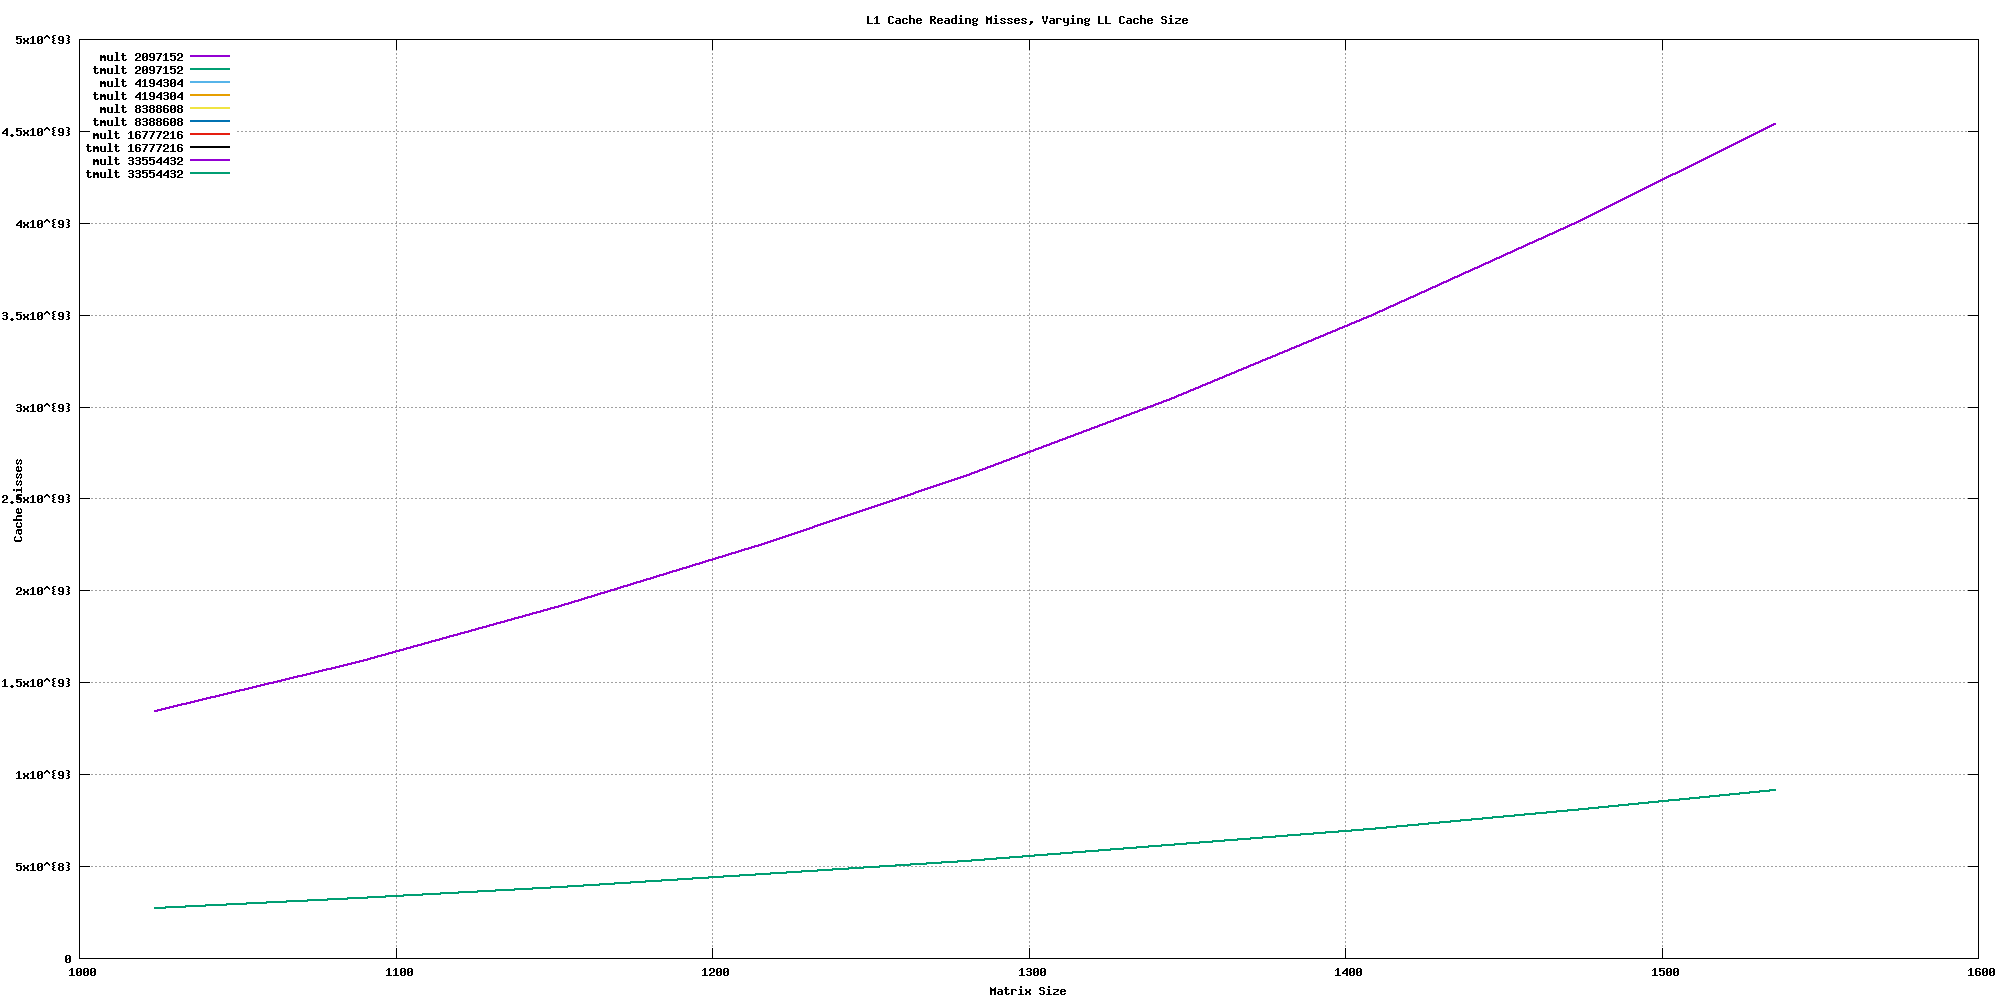 L1 Cache Reading Misses, Varying LL Cache Size
5x10^{9}
4.5x10^{9}
4x10^{9}
3.5x10^{9}
3x10^{9}
2.5x10^{9}
2x10^{9}
1.5x10^{9}
1x10^{9}
5x10^{8}
0
Cache misses
mult 2097152
tmult 2097152
mult 4194304
tmult 4194304
mult 8388608
tmult 8388608
mult 16777216
tmult 16777216
mult 33554432
tmult 33554432
1000 1100 1200 1300 1400 1500 1600
Matrix Size